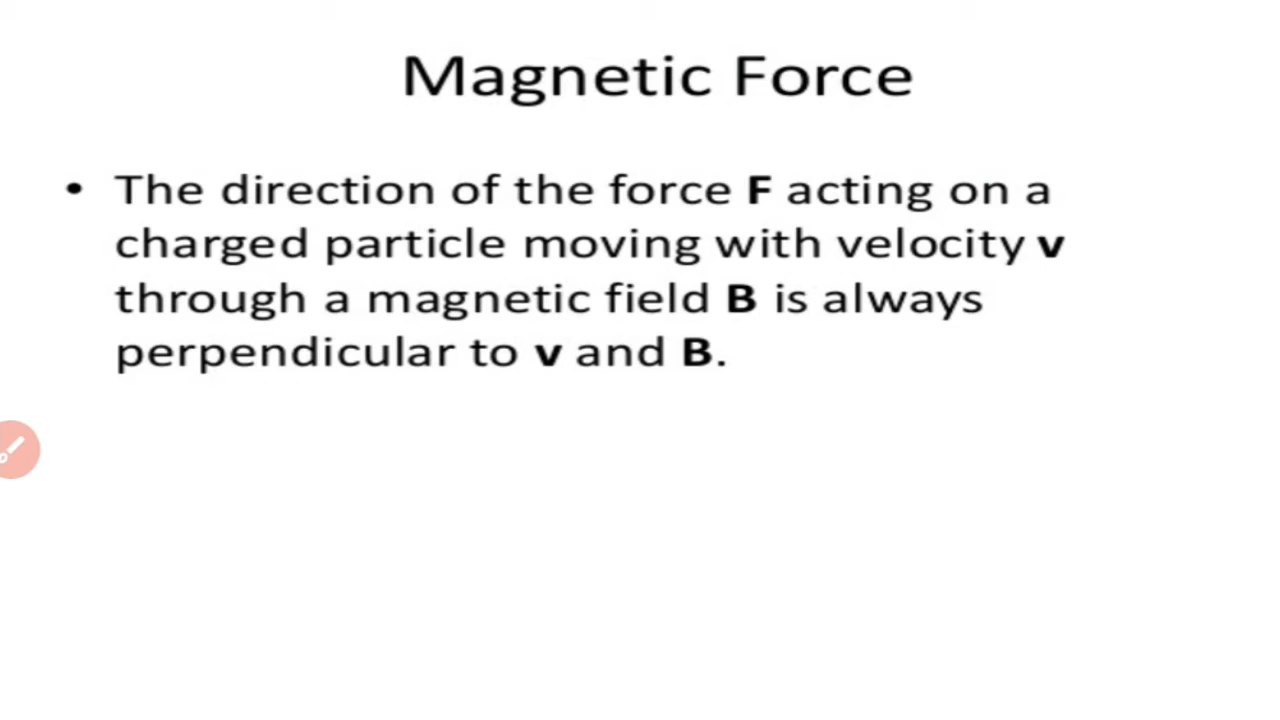 Magnetic Force
• The direction of the force F acting on a
charged particle moving with velocity v
through a magnetic field B is always
perpendicular to v and B.